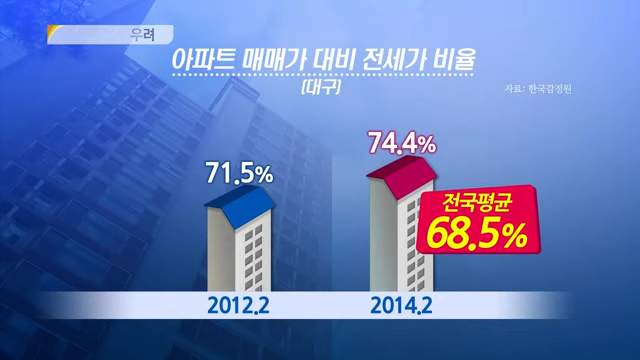 우려
아파트 매매가 대비 전세가 비율
[대구]
자료 : 한국감정원
71.5%
74.4%
전국평균
68.5%
2012.2
2014.2